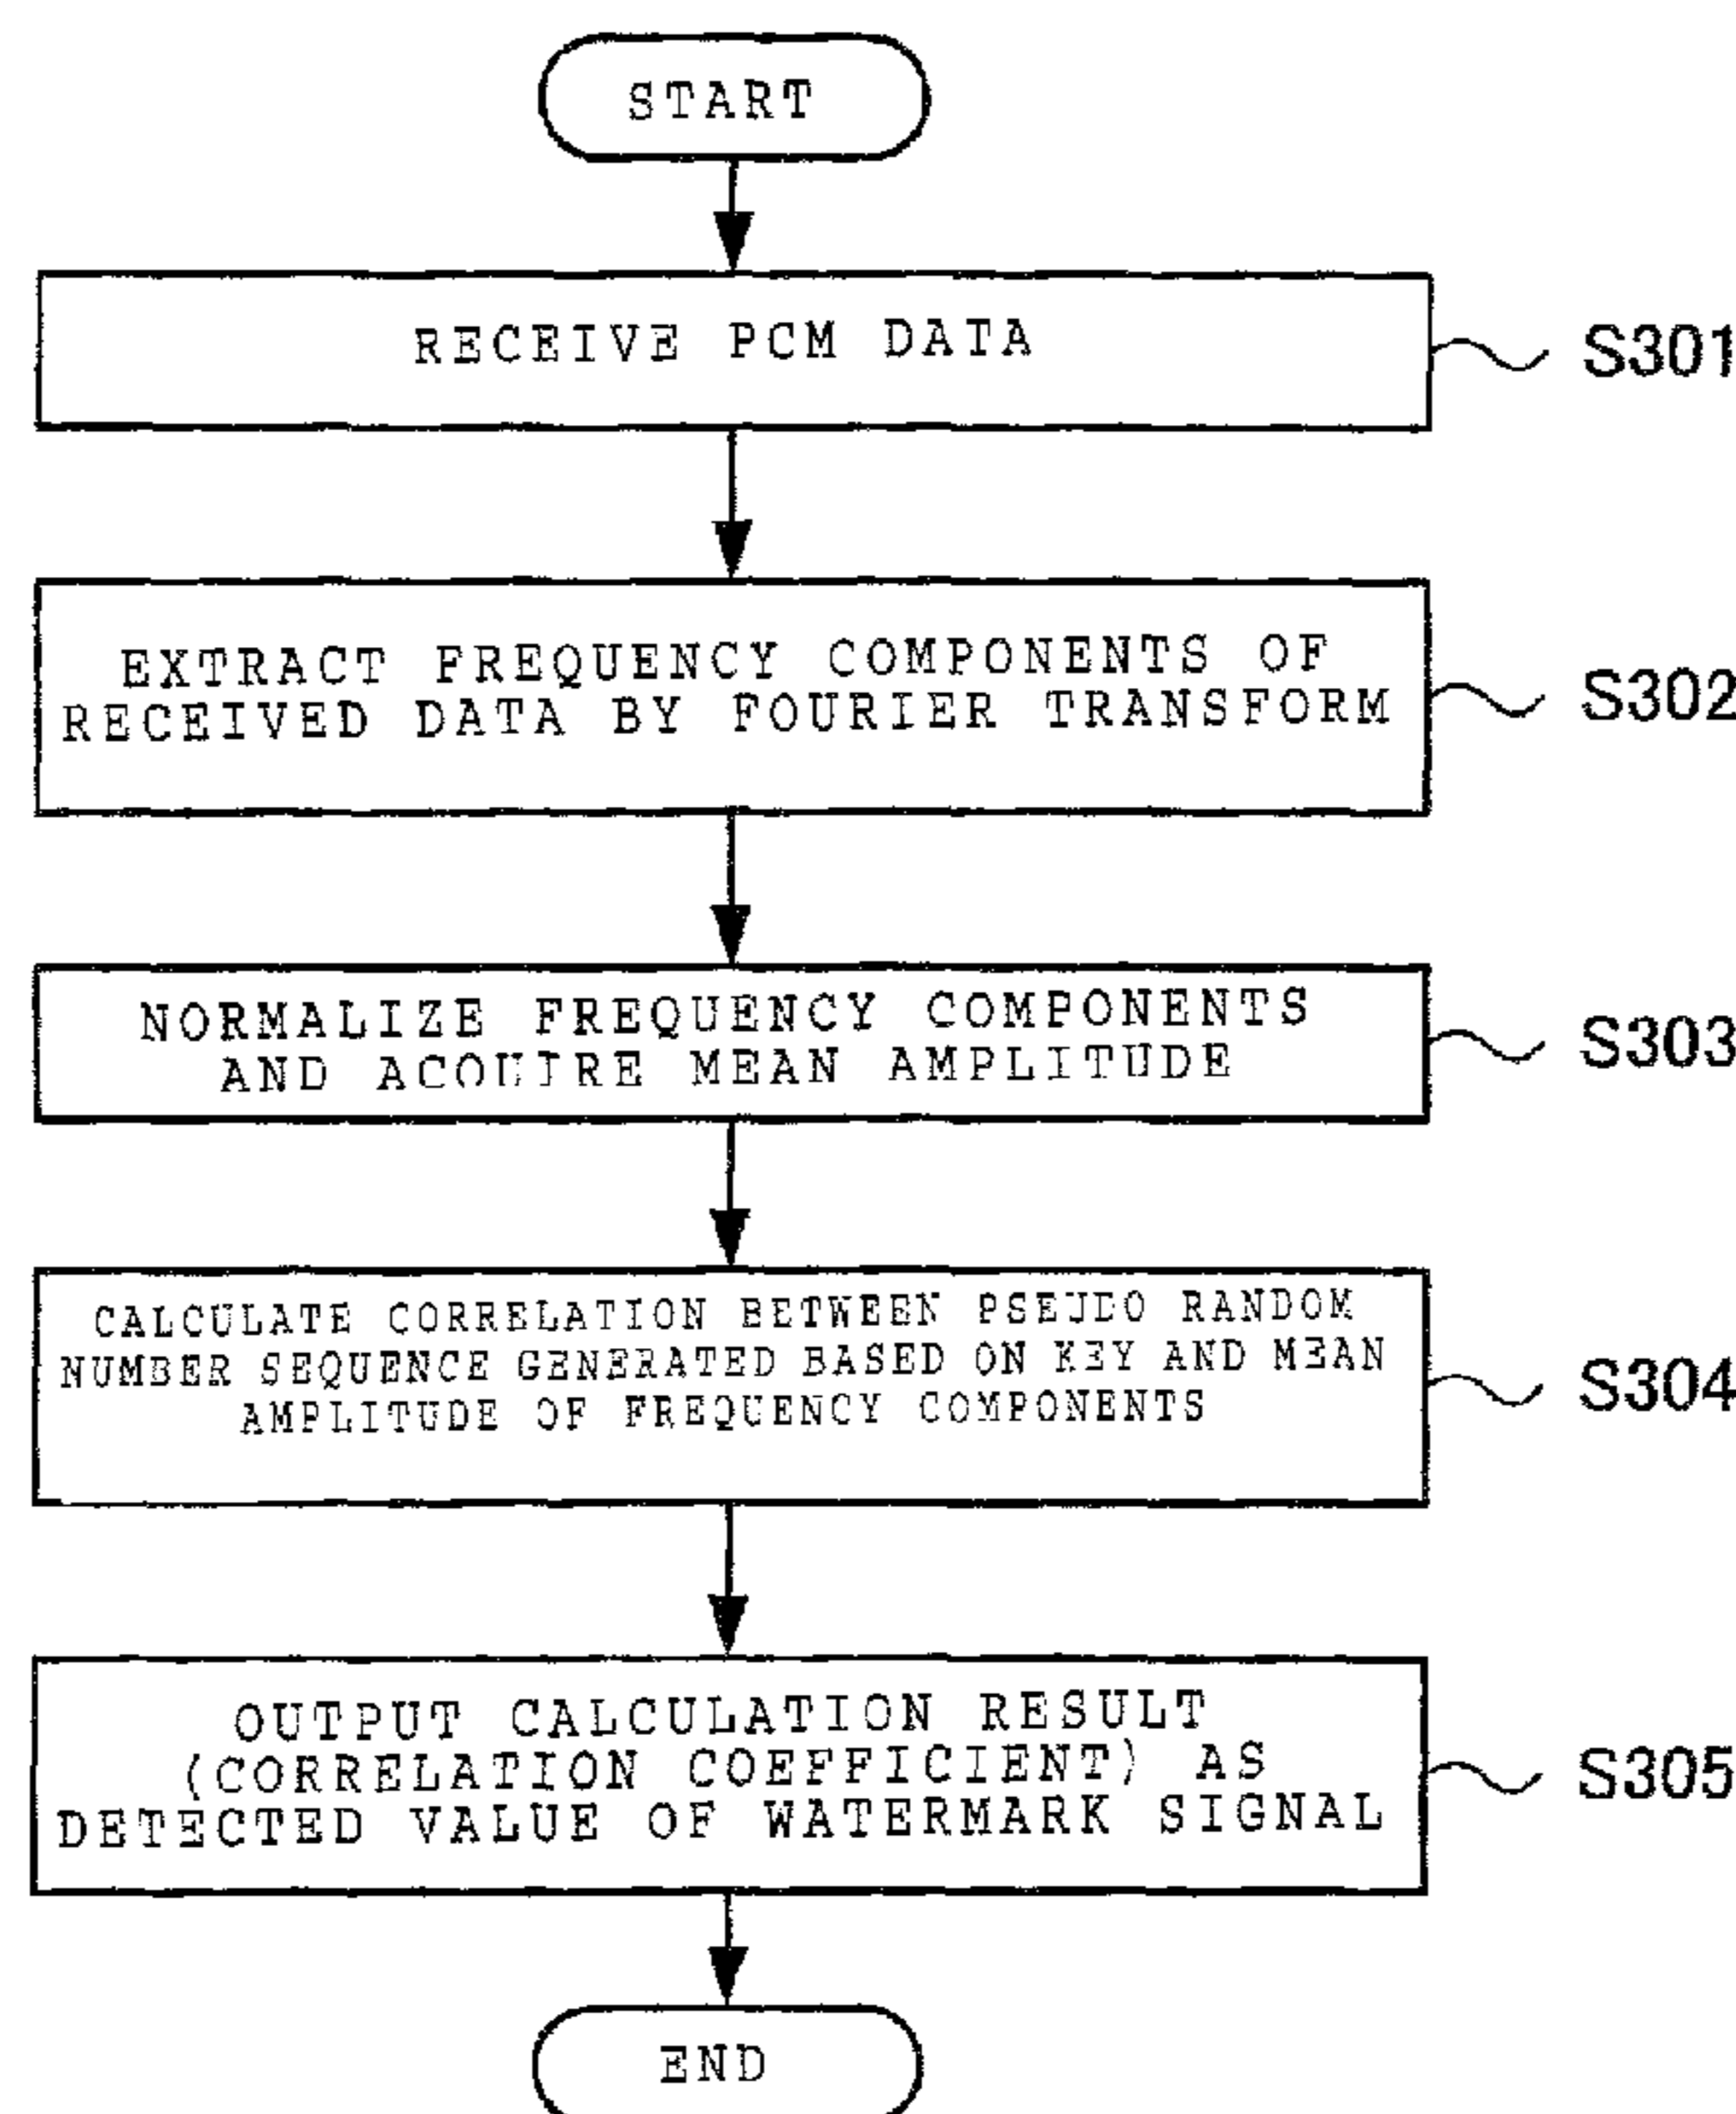 START
RECEIVE PCM DATA
S301
EXTRACT FREQUENCY COMPONENTS OF
RECEIVED DATA BY FOURIER TRANSFORM
S302
NORMALIZE FREQUENCY COMPONENTS
AND ACQUIRE MEAN AMPLITUDE
S303
CALCULATE CORRELATION BETWEEN PSEUDO RANDOM
NUMBER SEQUENCE GENERATED BASED ON KEY AND MEAN
AMPLITUDE OF FREQUENCY COMPONENTS
S304
OUTPUT CALCULATION RESULT
(CORRELATION COEFFICIENT) AS
DETECTED VALUE OF WATERMARK SIGNAL
S305
END